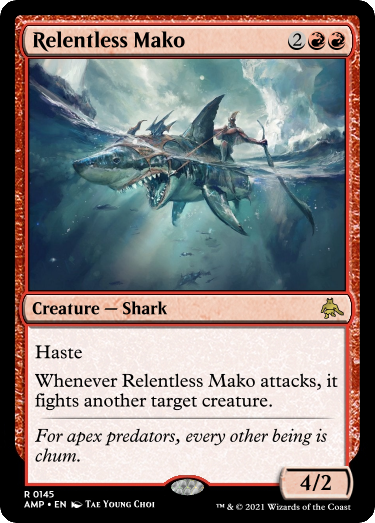 Relentless Mako 2
Creature — Shark
Haste
Whenever Relentless Mako attacks, it
fights another target creature.
For apex predators, every other being is
chum.
4/2
R 0145
AMP • EN Tae Young Choi
™ & © 2021 Wizards of the Coast